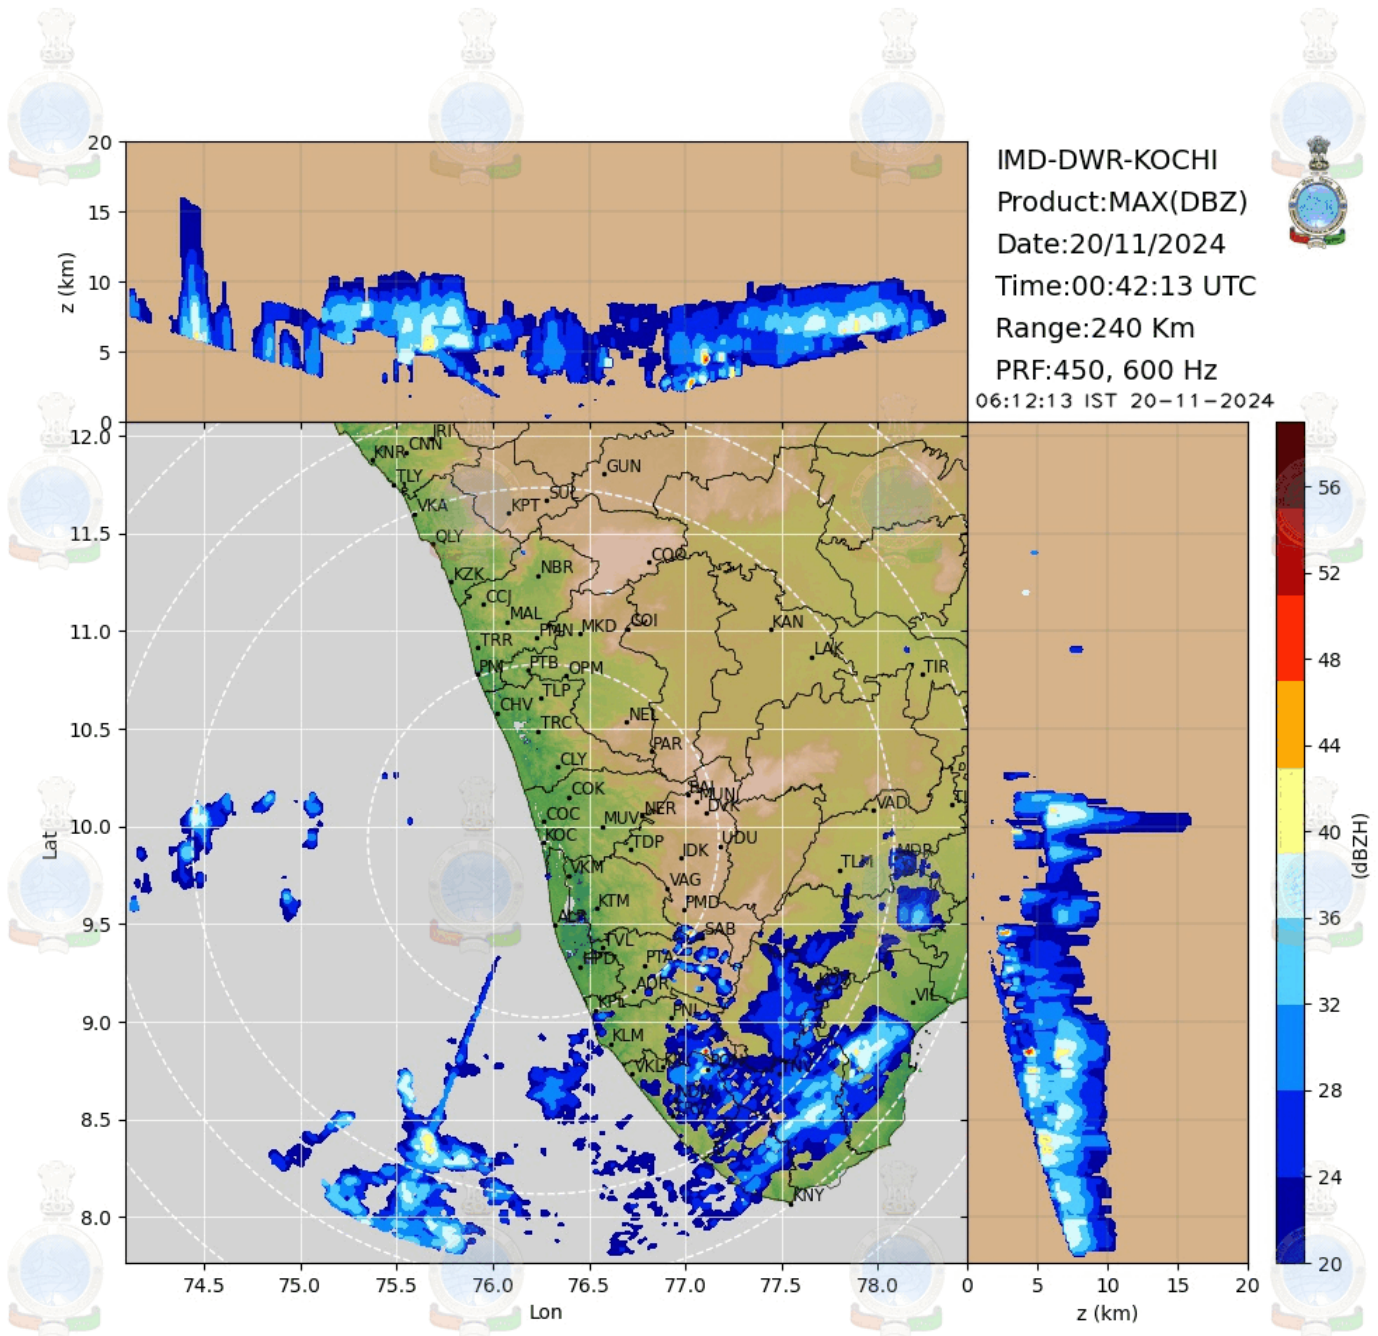 IMD-DWR-KOCHI
Product:MAX(DBZ)
Date:20/11/2024
Time:00:42:13 UTC
Range:240 Km
PRF:450, 600 Hz
06:12:13 IST 20-11-2024
20
15
10
5
0
z (km)
12.0
11.5
11.0
10.5
10.0
9.5
9.0
8.5
8.0
Lat
JRI
KNR
CNN
TLY
GUN
SUL
VKA
KPT
QLY
COO
NBR
KZK
CCJ
MAL
PMN
MKD
COI
KAN
TRR
LAK
PNI
PTB
OPM
TIR
TLP
CHV
NEL
TRC
PAR
CLY
COK
MUN
DVK
VAD
NER
COC
MUV
KOC
TDP
UDU
IDK
MDR
TLM
VKM
VAG
KTM
PMD
ALP
SAB
TVL
PTA
ADR
VIL
KPL
PNL
KLM
VKL
TNV
KNY
74.5 75.0 75.5 76.0 76.5 77.0 77.5 78.0
Lon
0 5 10 15 20
z (km)
56
52
48
44
40
36
32
28
24
20
(dBZH)